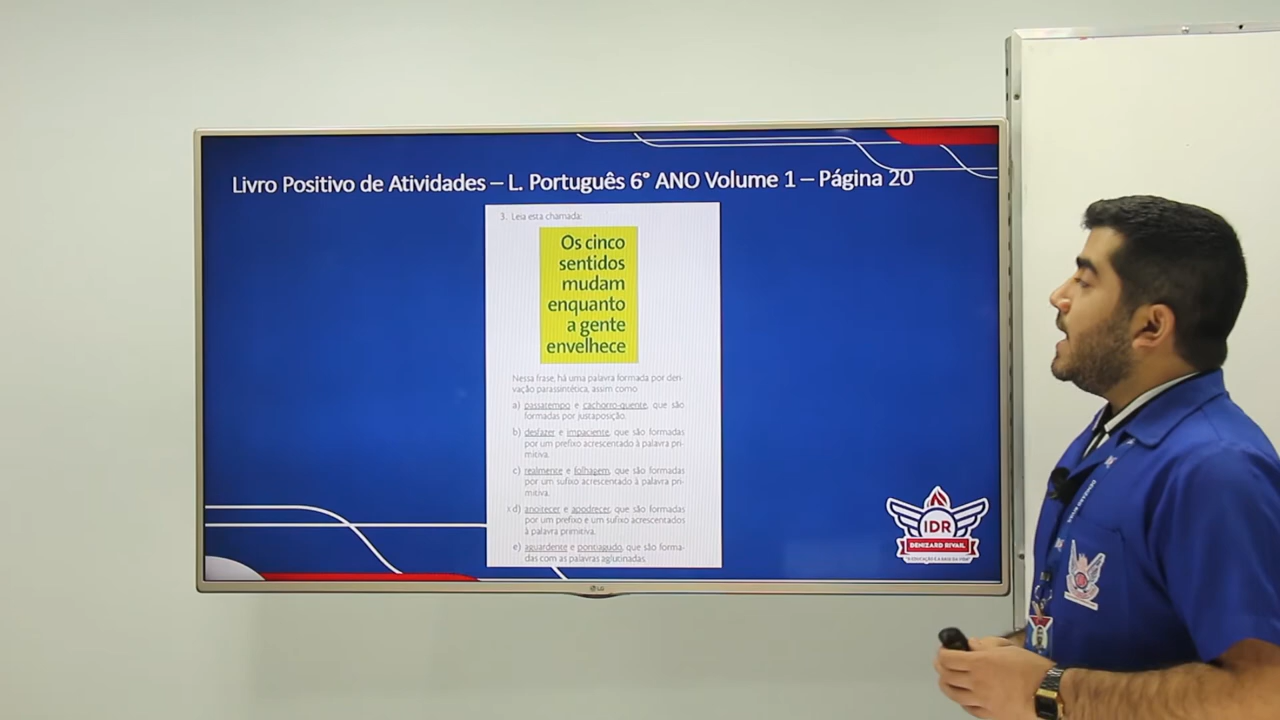 Livro Positivo de Atividades – L. Português 6° ANO Volume 1 – Página 20
3. Leia esta chamada:
Os cinco
sentidos
mudam
enquanto
a gente
envelhece
Nessa frase, há uma palavra formada por deri-
vação parassintética, assim como
a) passatempo e cachorro-quente, que são
formadas por justaposição.
b) desfazer e impaciente, que são formadas
por um prefixo acrescentado à palavra pri-
mitiva.
c) realmente e folhagem, que são formadas
por um sufixo acrescentado à palavra pri-
mitiva.
x d) anoitecer e apodrecer, que são formadas
por um prefixo e um sufixo acrescentados
à palavra primitiva.
e) aguardente e pontiagudo, que são forma-
das com as palavras aglutinadas.
IDR
DENIZARD RIVAIL
LG